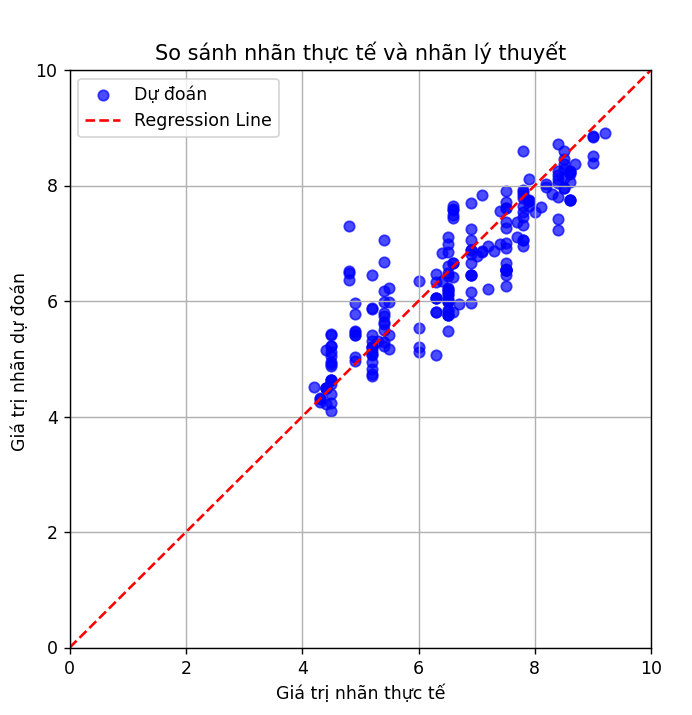 So sánh nhãn thực tế và nhãn lý thuyết
Dự đoán
Regression Line
Giá trị nhãn dự đoán
10
8
6
4
2
0
0 2 4 6 8 10
Giá trị nhãn thực tế